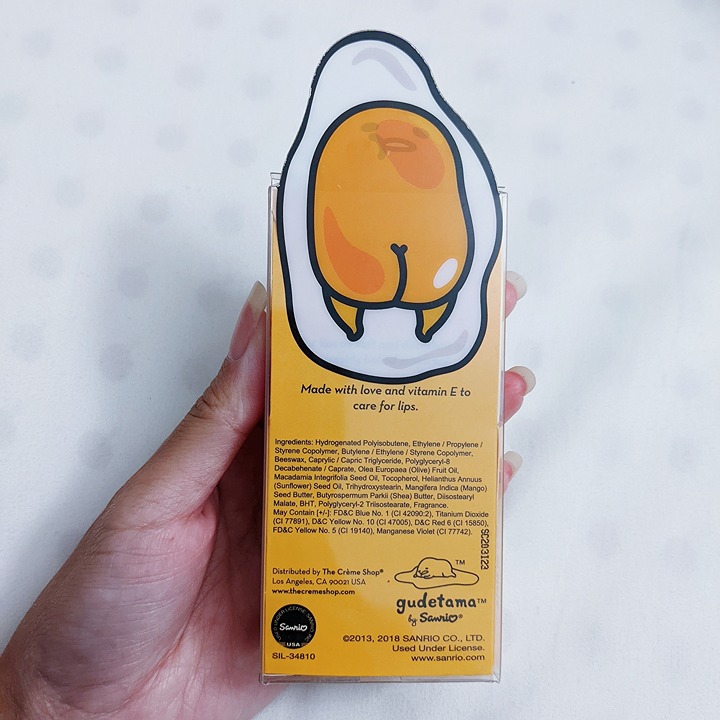 Made with love and vitamin E to
care for lips.
Ingredients: Hydrogenated Polyisobutene, Ethylene / Propylene /
Styrene Copolymer, Butylene / Ethylene / Styrene Copolymer,
Beeswax, Caprylic / Capric Triglyceride, Polyglyceryl-8
Decabehenate / Caprate, Olea Europaea (Olive) Fruit Oil,
Macadamia Integrifolia Seed Oil, Tocopherol, Helianthus Annuus
(Sunflower) Seed Oil, Trihydroxystearin, Mangifera Indica (Mango)
Seed Butter, Butyrospermum Parkii (Shea) Butter, Diisostearyl
Malate, BHT, Polyglyceryl-2 Triisostearate, Fragrance.
May Contain [+/-]: FD&C Blue No. 1 (CI 42090:2), Titanium Dioxide
(CI 77891), D&C Yellow No. 10 (CI 47005), D&C Red 6 (CI 15850),
FD&C Yellow No. 5 (CI 19140), Manganese Violet (CI 77742).
SC203123
Distributed by The Crème Shop®
Los Angeles, CA 90021 USA
www.thecremeshop.com
TM
gudetama™
by Sanrio®
Sanrio
USA
SIL-34810
©2013, 2018 SANRIO CO., LTD.
Used Under License.
www.sanrio.com